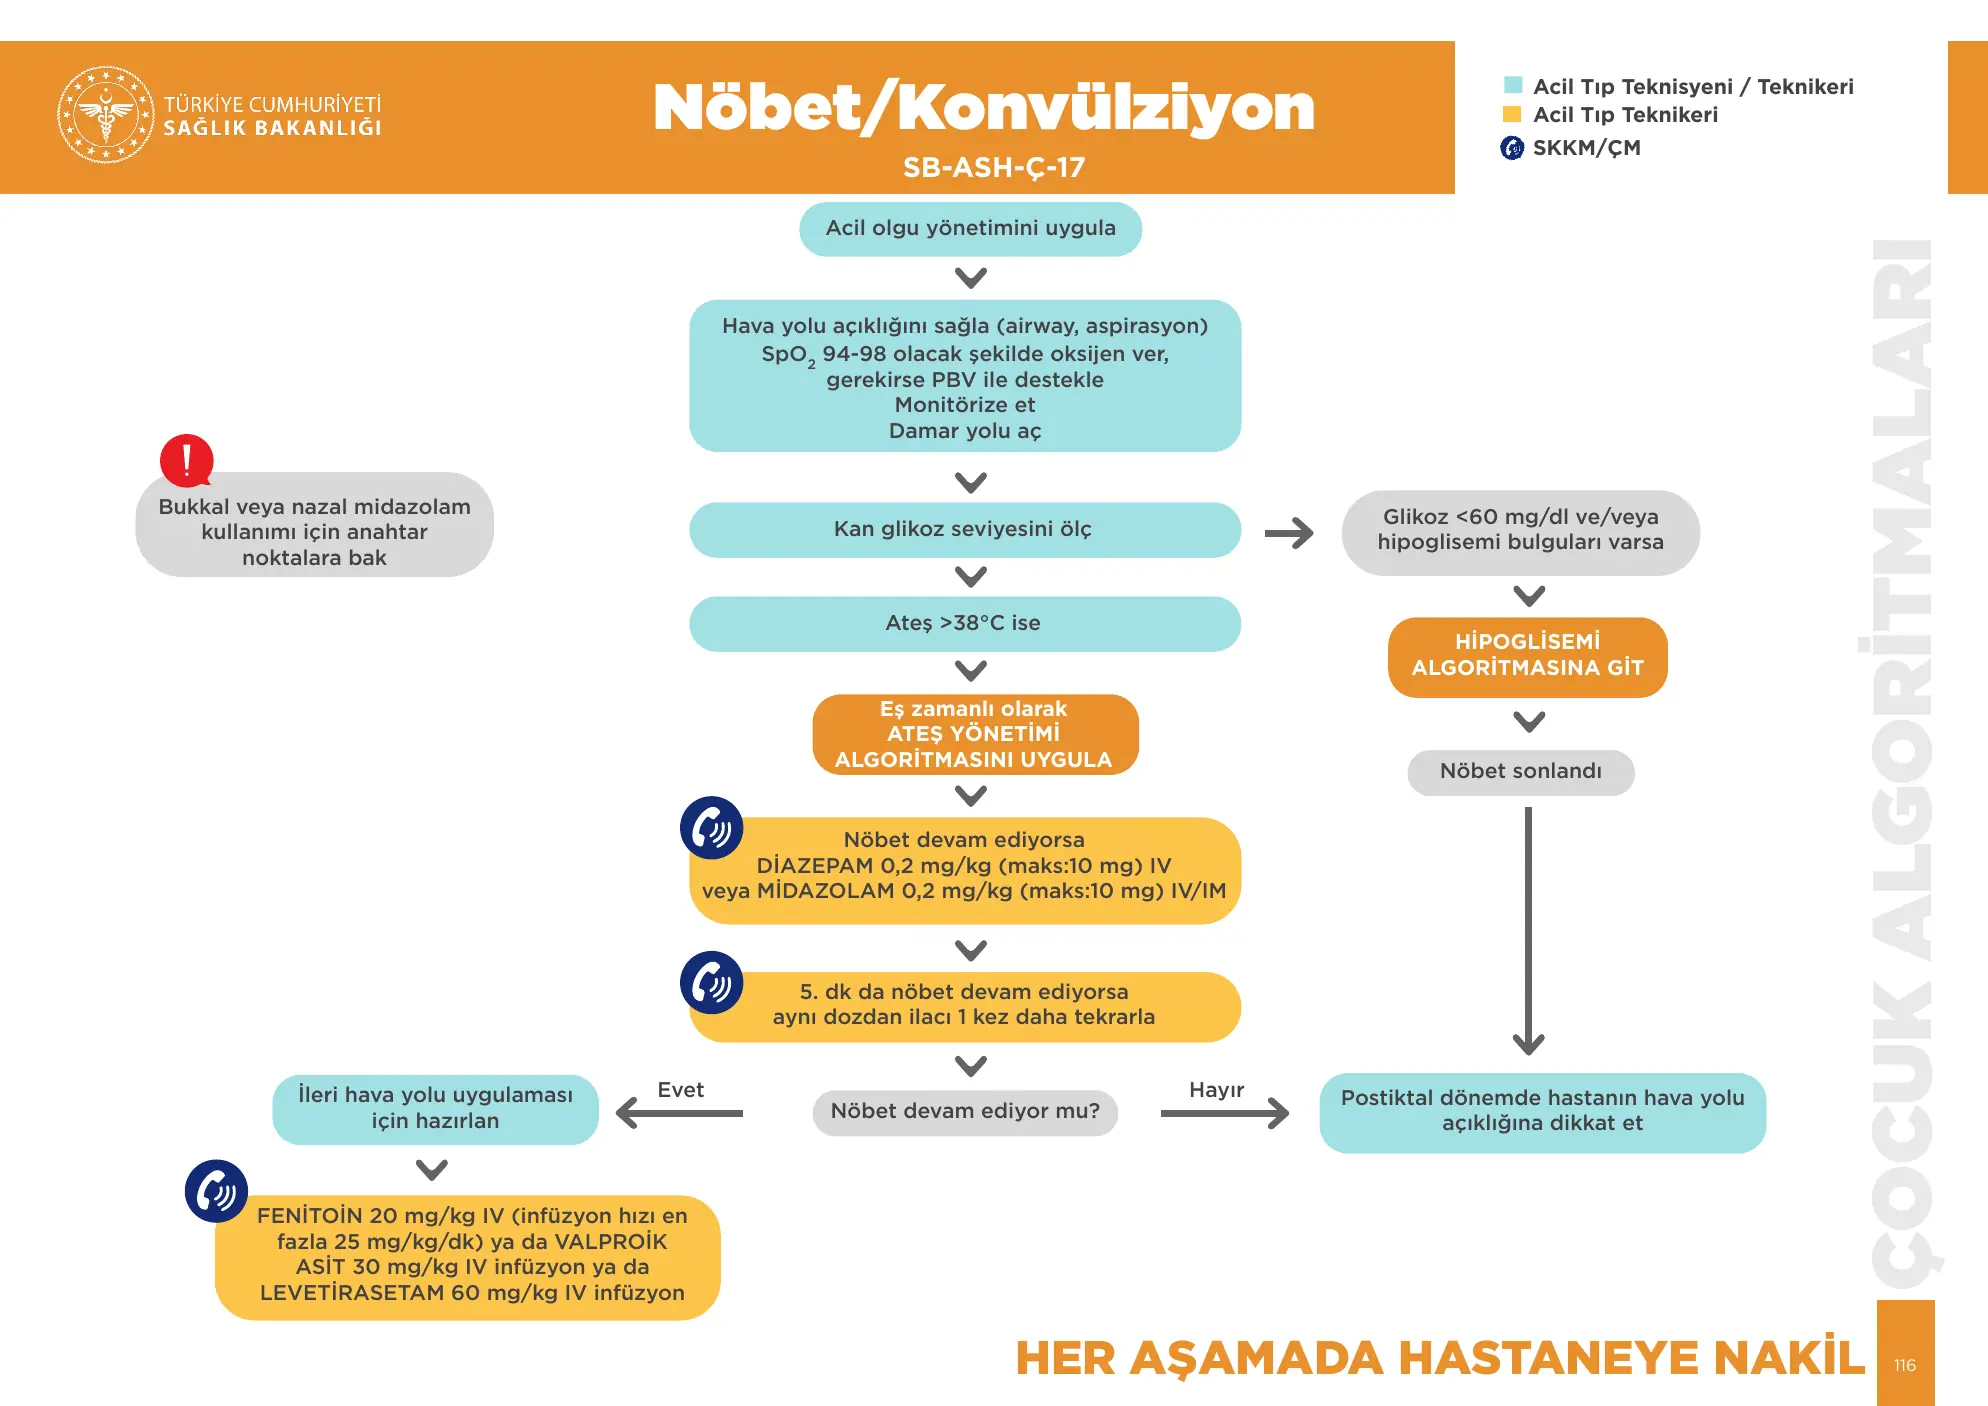 TÜRKİYE CUMHURİYETİ
SAĞLIK BAKANLIĞI
Nöbet/Konvülziyon
SB-ASH-Ç-17
Acil Tıp Teknisyeni / Teknikeri
Acil Tıp Teknikeri
SKKM/ÇM
Acil olgu yönetimini uygula
Hava yolu açıklığını sağla (airway, aspirasyon)
SpO2 94-98 olacak şekilde oksijen ver,
gerekirse PBV ile destekle
Monitörize et
Damar yolu aç
!
Bukkal veya nazal midazolam
kullanımı için anahtar
noktalara bak
Kan glikoz seviyesini ölç
Glikoz <60 mg/dl ve/veya
hipoglisemi bulguları varsa
Ateş >38°C ise
HİPOGLİSEMİ
ALGORİTMASINA GİT
Eş zamanlı olarak
ATEŞ YÖNETİMİ
ALGORİTMASINI UYGULA
Nöbet sonlandı
Nöbet devam ediyorsa
DİAZEPAM 0,2 mg/kg (maks:10 mg) IV
veya MİDAZOLAM 0,2 mg/kg (maks:10 mg) IV/IM
5. dk da nöbet devam ediyorsa
aynı dozdan ilacı 1 kez daha tekrarla
Nöbet devam ediyor mu?
Evet
Hayır
İleri hava yolu uygulaması
için hazırlan
Postiktal dönemde hastanın hava yolu
açıklığına dikkat et
FENİTOİN 20 mg/kg IV (infüzyon hızı en
fazla 25 mg/kg/dk) ya da VALPROİK
ASİT 30 mg/kg IV infüzyon ya da
LEVETİRASETAM 60 mg/kg IV infüzyon
ÇOCUK ALGORİTMALARI
HER AŞAMADA HASTANEYE NAKİL
116